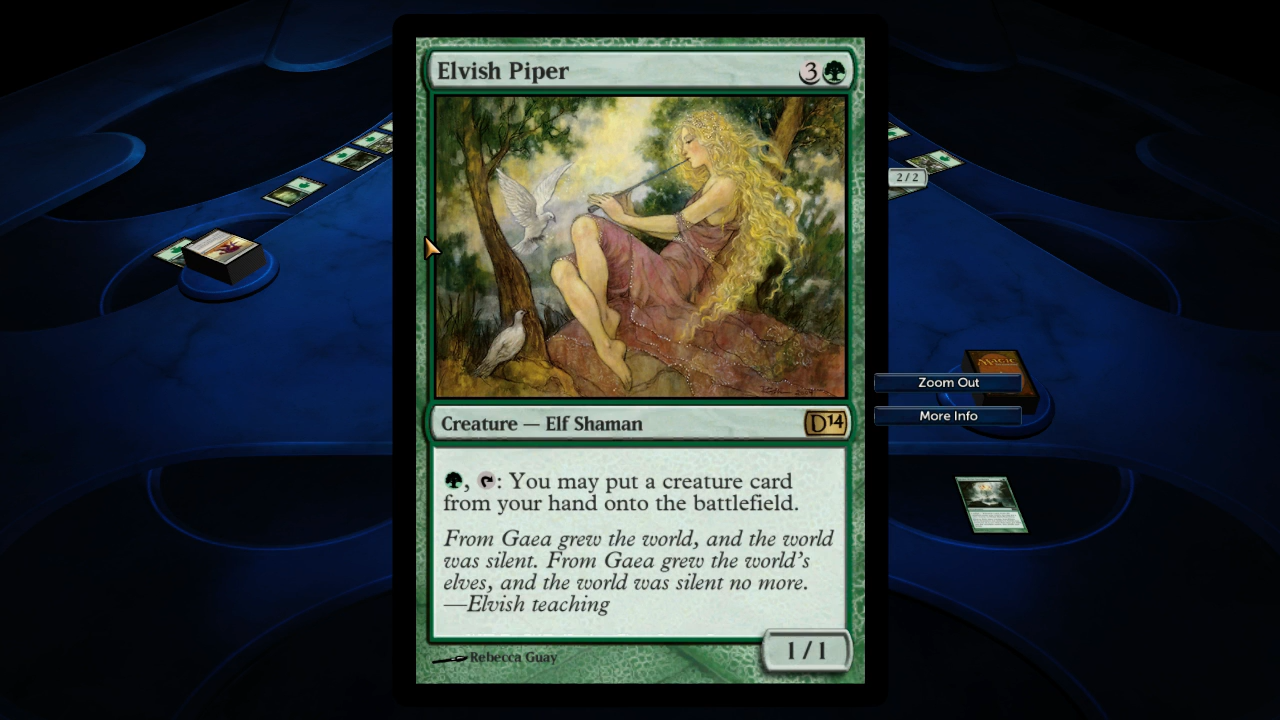 Elvish Piper
3
2/2
Zoom Out
More Info
Creature — Elf Shaman
D14
, : You may put a creature card
from your hand onto the battlefield.
From Gaea grew the world, and the world
was silent. From Gaea grew the world's
elves, and the world was silent no more.
—Elvish teaching
1/1
Rebecca Guay